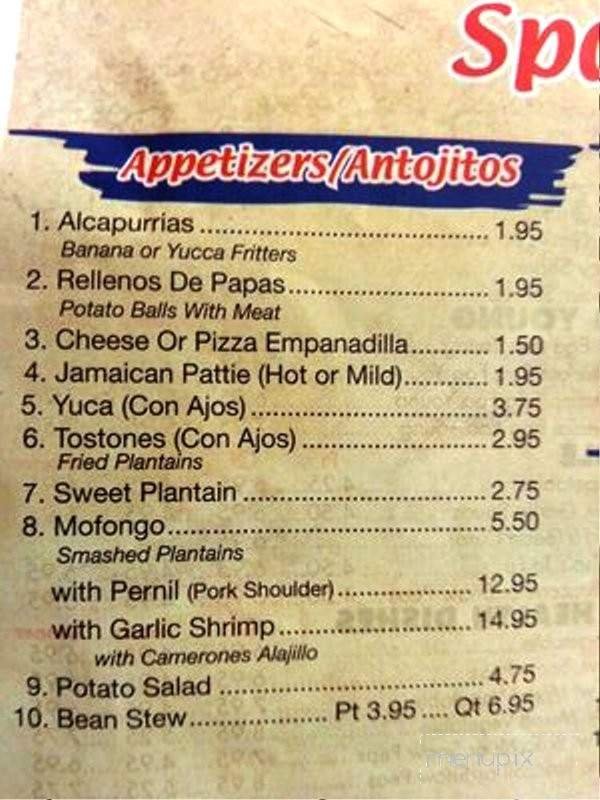 Spe
Appetizers/Antojitos
1. Alcapurrias ........................................ 1.95
Banana or Yucca Fritters
2. Rellenos De Papas............................ 1.95
Potato Balls With Meat
3. Cheese Or Pizza Empanadilla........... 1.50
4. Jamaican Pattie (Hot or Mild)............ 1.95
5. Yuca (Con Ajos) ................................. 3.75
6. Tostones (Con Ajos) .......................... 2.95
Fried Plantains
7. Sweet Plantain .................................. 2.75
8. Mofongo............................................ 5.50
Smashed Plantains
with Pernil (Pork Shoulder)................... 12.95
with Garlic Shrimp........................... 14.95
with Camerones Alajillo
9. Potato Salad ..................................... 4.75
10. Bean Stew................... Pt 3.95 .... Qt 6.95
menupix